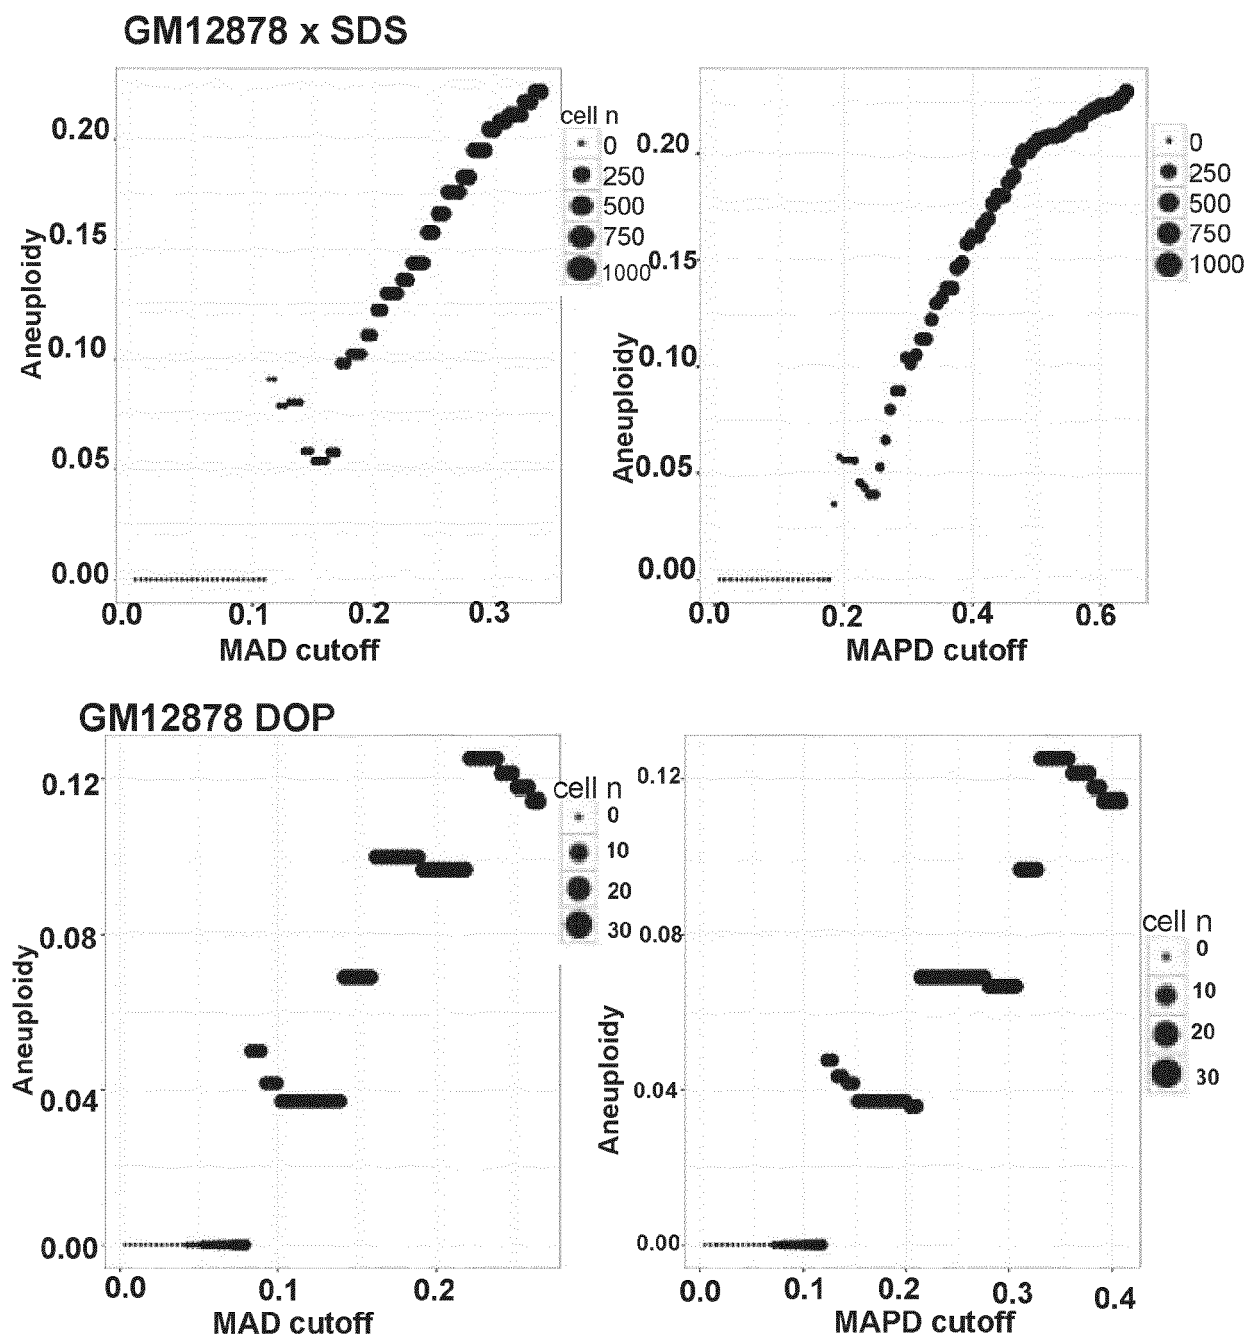 GM12878 x SDS
cell n
0
250
500
750
1000
0.20
0.15
0.10
0.05
0.00
Aneuploidy
0.0 0.1 0.2 0.3
MAD cutoff
0
250
500
750
1000
0.20
0.15
0.10
0.05
0.00
Aneuploidy
0.0 0.2 0.4 0.6
MAPD cutoff
GM12878 DOP
cell n
0
10
20
30
0.12
0.08
0.04
0.00
Aneuploidy
0.0 0.1 0.2
MAD cutoff
cell n
0
10
20
30
0.12
0.08
0.04
0.00
Aneuploidy
0.0 0.1 0.2 0.3 0.4
MAPD cutoff